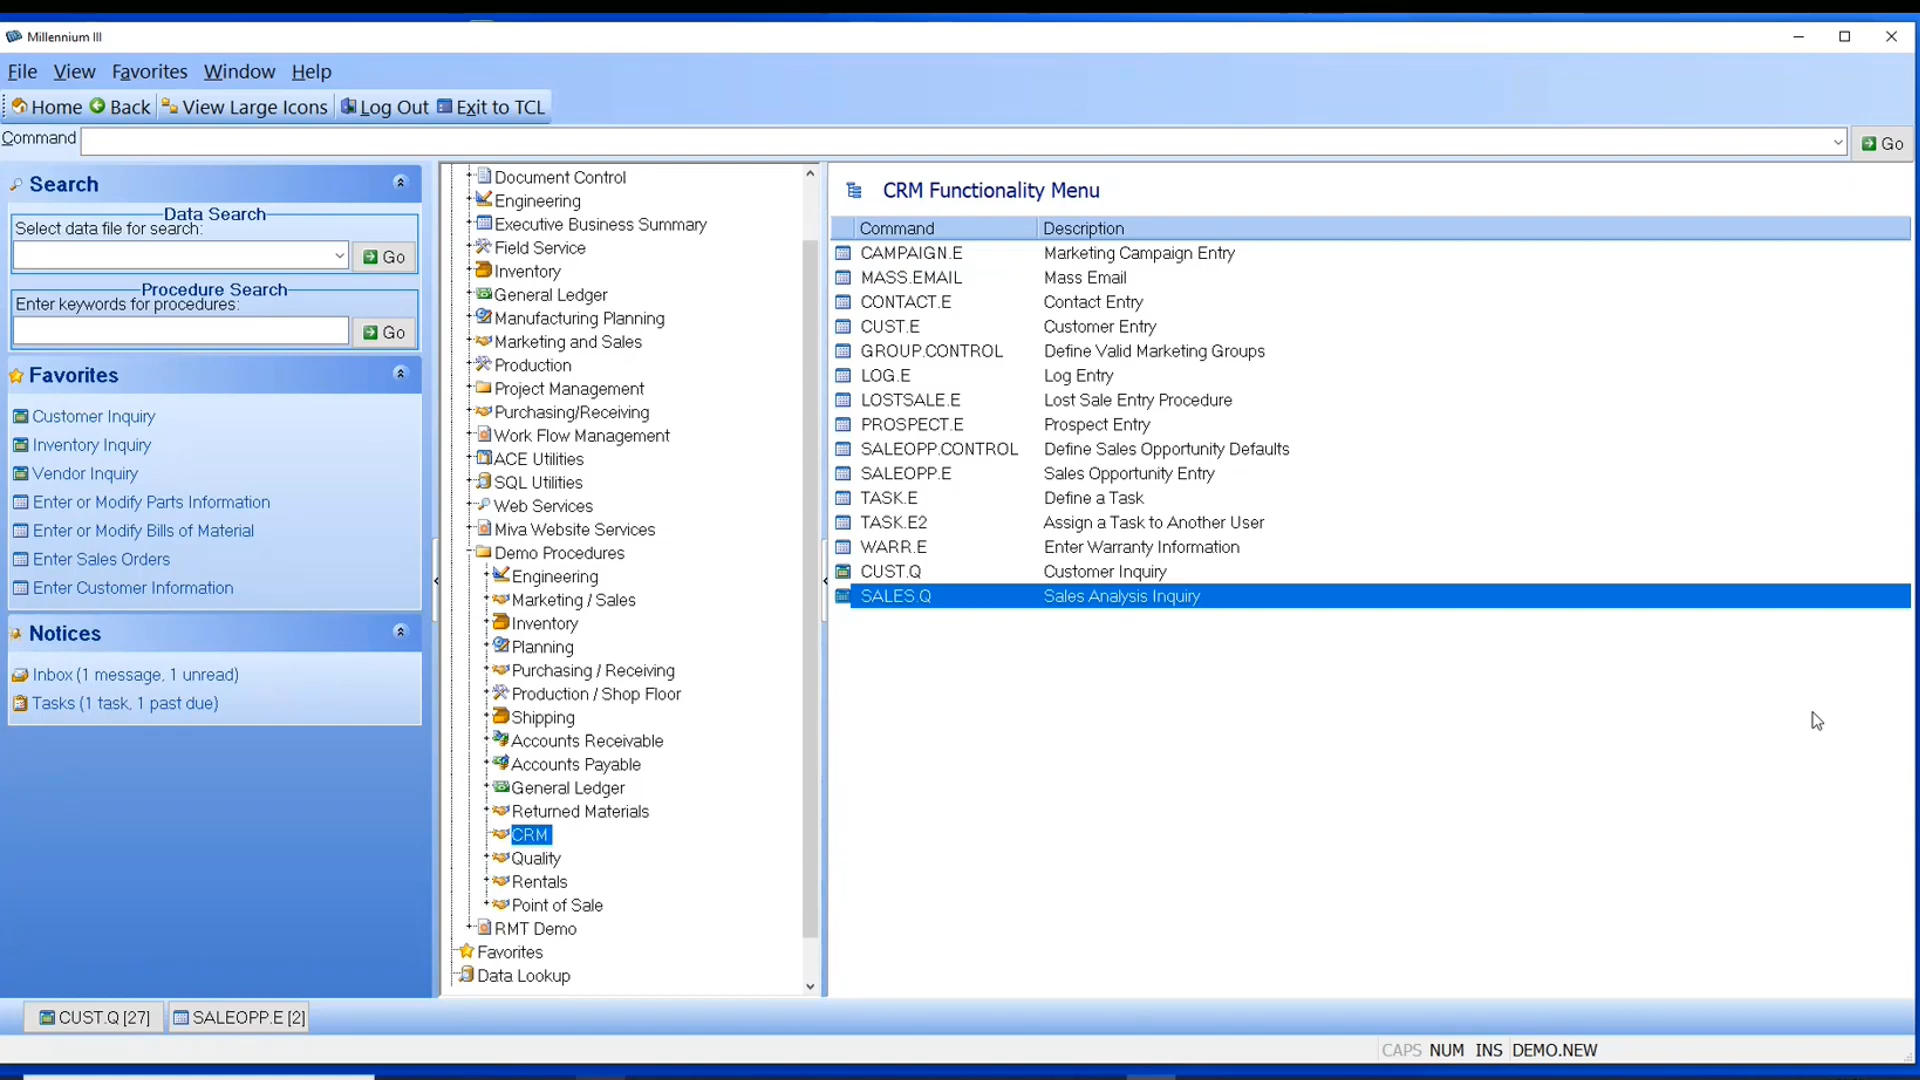 Millennium III
File View Favorites Window Help
Home Back View Large Icons Log Out Exit to TCL
Command
Go
Search
Data Search
Select data file for search:
Go
Procedure Search
Enter keywords for procedures:
Go
Favorites
Customer Inquiry
Inventory Inquiry
Vendor Inquiry
Enter or Modify Parts Information
Enter or Modify Bills of Material
Enter Sales Orders
Enter Customer Information
Notices
Inbox (1 message, 1 unread)
Tasks (1 task, 1 past due)
Document Control
Engineering
Executive Business Summary
Field Service
Inventory
General Ledger
Manufacturing Planning
Marketing and Sales
Production
Project Management
Purchasing/Receiving
Work Flow Management
ACE Utilities
SQL Utilities
Web Services
Miva Website Services
Demo Procedures
Engineering
Marketing / Sales
Inventory
Planning
Purchasing / Receiving
Production / Shop Floor
Shipping
Accounts Receivable
Accounts Payable
General Ledger
Returned Materials
CRM
Quality
Rentals
Point of Sale
RMT Demo
Favorites
Data Lookup
CRM Functionality Menu
Command Description
CAMPAIGN.E Marketing Campaign Entry
MASS.EMAIL Mass Email
CONTACT.E Contact Entry
CUST.E Customer Entry
GROUP.CONTROL Define Valid Marketing Groups
LOG.E Log Entry
LOSTSALE.E Lost Sale Entry Procedure
PROSPECT.E Prospect Entry
SALEOPP.CONTROL Define Sales Opportunity Defaults
SALEOPP.E Sales Opportunity Entry
TASK.E Define a Task
TASK.E2 Assign a Task to Another User
WARR.E Enter Warranty Information
CUST.Q Customer Inquiry
SALES.Q Sales Analysis Inquiry
CUST.Q [27] SALEOPP.E [2]
CAPS NUM INS DEMO.NEW